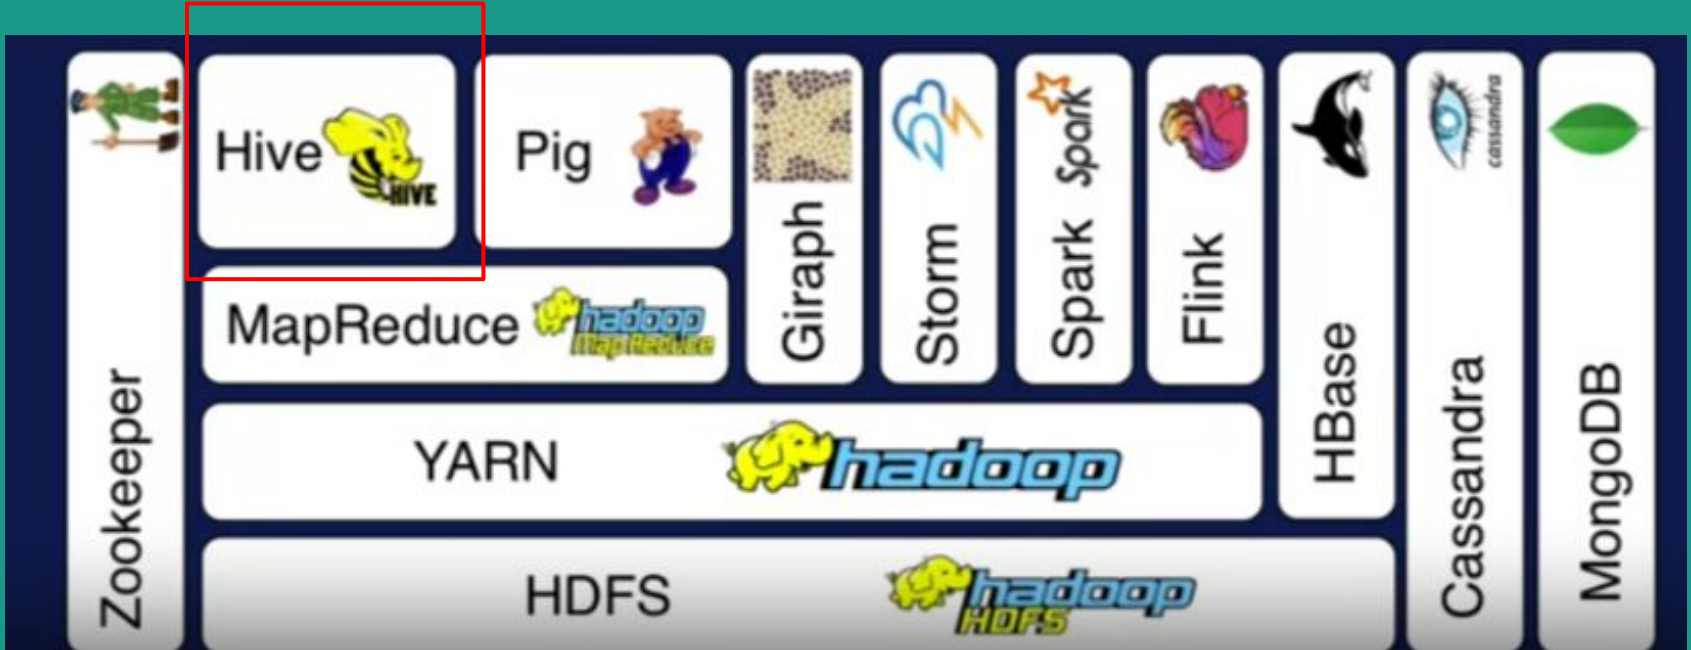 Zookeeper
Hive
HIVE
Pig
MapReduce
hadoop
Map Reduce
Giraph
Storm
Spark
Spark
Flink
HBase
cassandra
Cassandra
MongoDB
YARN
hadoop
HDFS
hadoop
HDFS